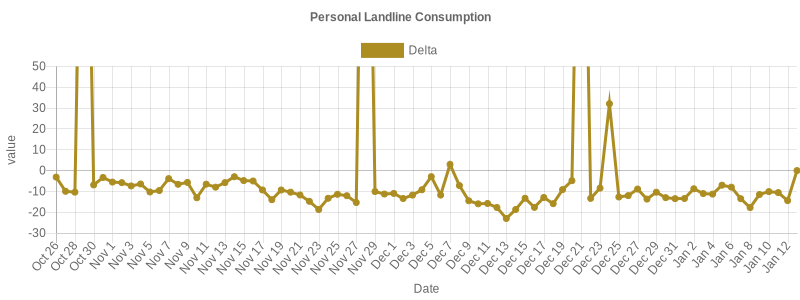 Personal Landline Consumption
Delta
value
50
40
30
20
10
0
-10
-20
-30
Oct 26
Oct 28
Oct 30
Nov 1
Nov 3
Nov 5
Nov 7
Nov 9
Nov 11
Nov 13
Nov 15
Nov 17
Nov 19
Nov 21
Nov 23
Nov 25
Nov 27
Nov 29
Dec 1
Dec 3
Dec 5
Dec 7
Dec 9
Dec 11
Dec 13
Dec 15
Dec 17
Dec 19
Dec 21
Dec 23
Dec 25
Dec 27
Dec 29
Dec 31
Jan 2
Jan 4
Jan 6
Jan 8
Jan 10
Jan 12
Date